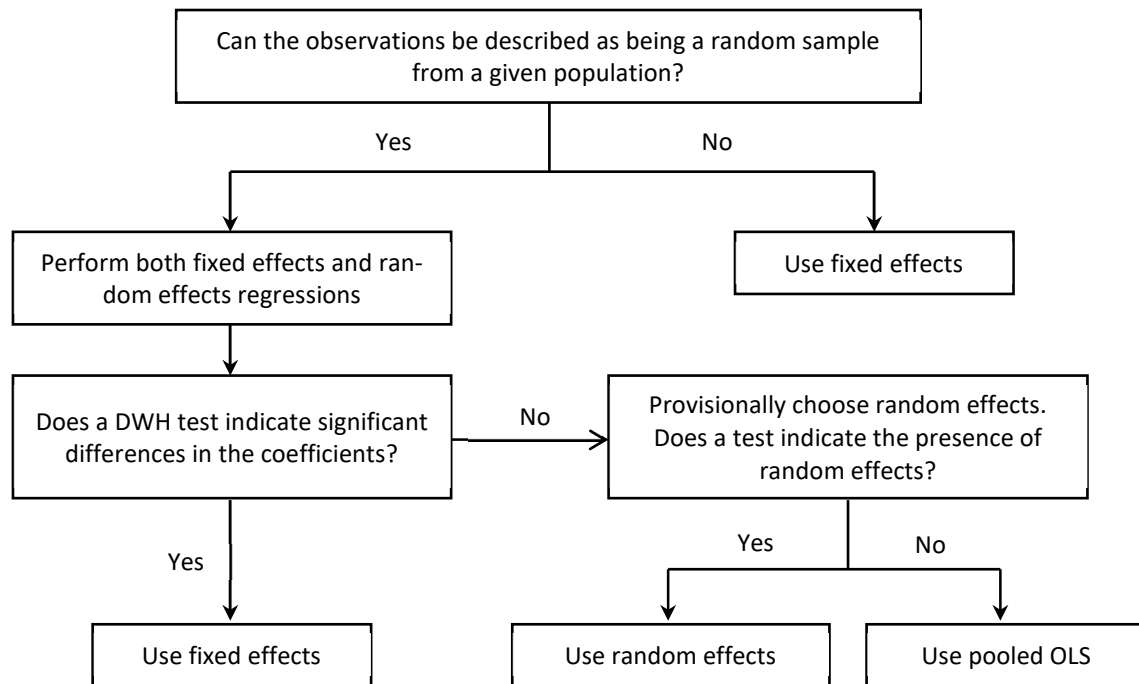 Can the observations be described as being a random sample
from a given population?
Yes
No
Perform both fixed effects and ran-
dom effects regressions
Use fixed effects
Does a DWH test indicate significant
differences in the coefficients?
No
Provisionally choose random effects.
Does a test indicate the presence of
random effects?
Yes
Yes
No
Use fixed effects
Use random effects
Use pooled OLS